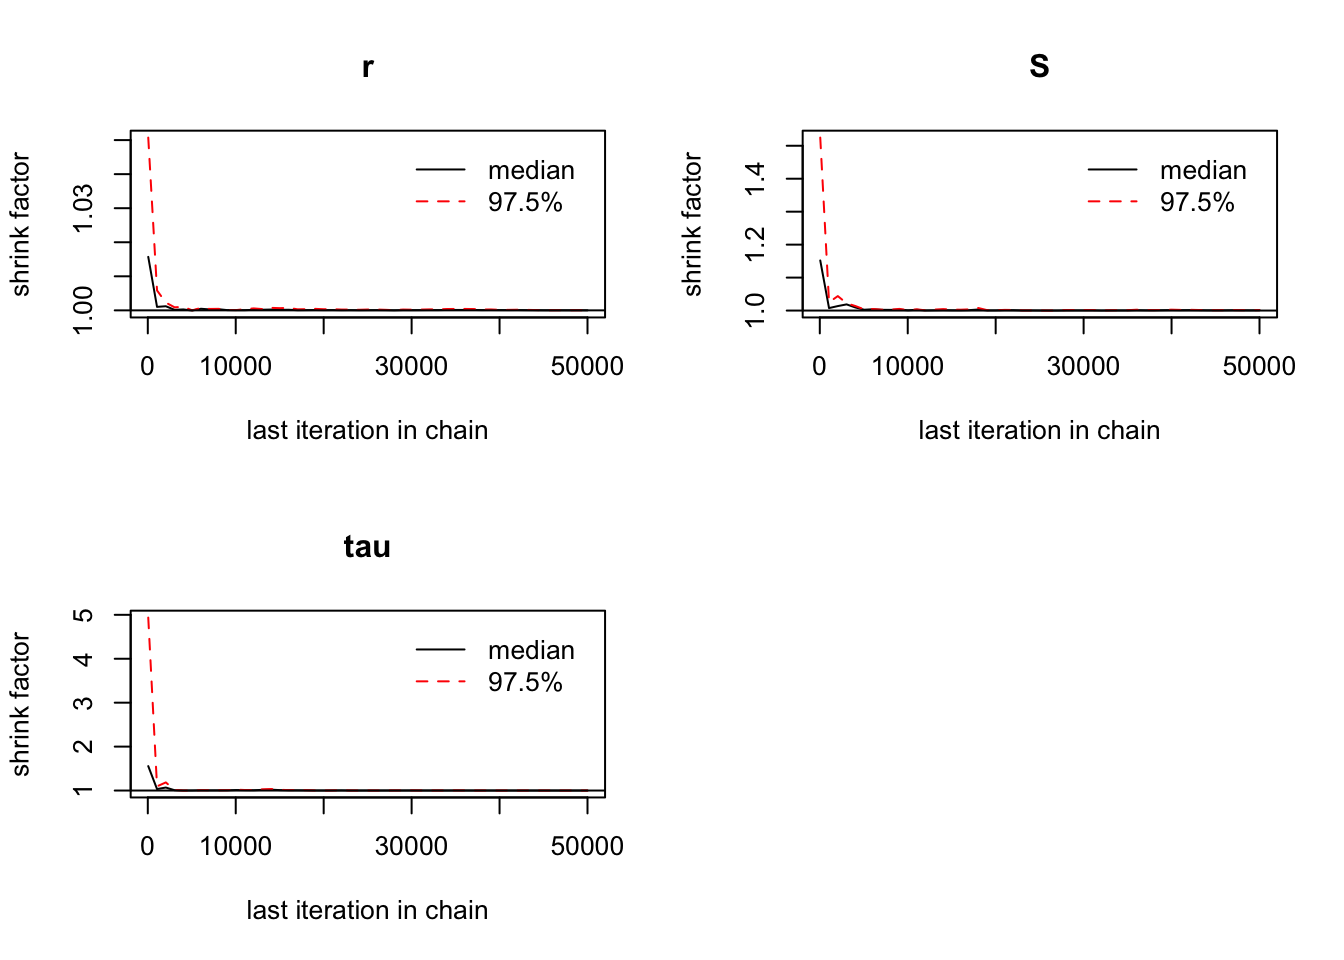 r
shrink factor
1.00
1.03
median
97.5%
0
10000
30000
50000
last iteration in chain
S
shrink factor
1.0
1.2
1.4
median
97.5%
0
10000
30000
50000
last iteration in chain
tau
shrink factor
1
2
3
4
5
median
97.5%
0
10000
30000
50000
last iteration in chain